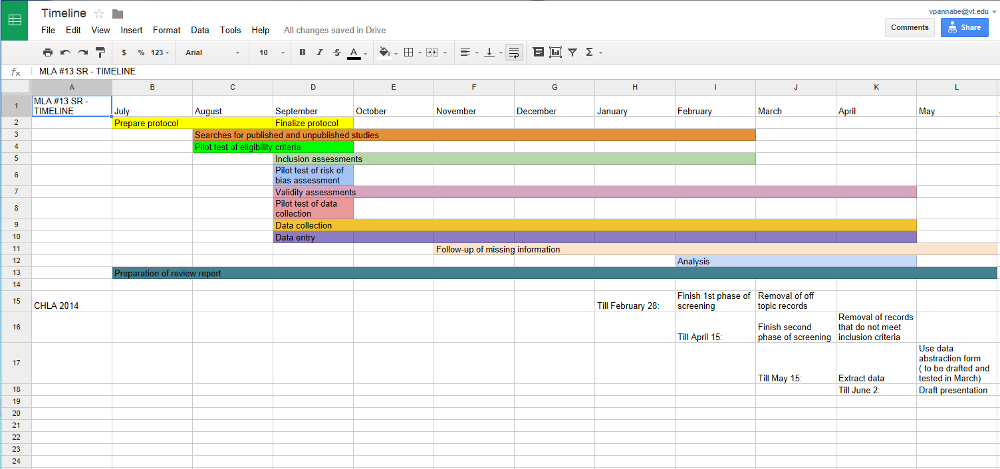 Timeline
vpannabe@vt.edu
File Edit View Insert Format Data Tools Help All changes saved in Drive
Comments Share
$ % 123 Arial 10 B I S A Σ
fx MLA #13 SR - TIMELINE
A B C D E F G H I J K L
1 MLA #13 SR -
TIMELINE July August September October November December January February March April May
2 Prepare protocol Finalize protocol
3 Searches for published and unpublished studies
4 Pilot test of eligibility criteria
5 Inclusion assessments
6 Pilot test of risk of
bias assessment
7 Validity assessments
8 Pilot test of data
collection
9 Data collection
10 Data entry
11 Follow-up of missing information
12 Analysis
13 Preparation of review report
14
15 CHLA 2014 Till February 28: Finish 1st phase of
screening Removal of off
topic records
16 Till April 15: Finish second
phase of screening Removal of records
that do not meet
inclusion criteria
17 Till May 15: Extract data Use data
abstraction form
( to be drafted and
tested in March)
18 Till June 2: Draft presentation
19
20
21
22
23
24